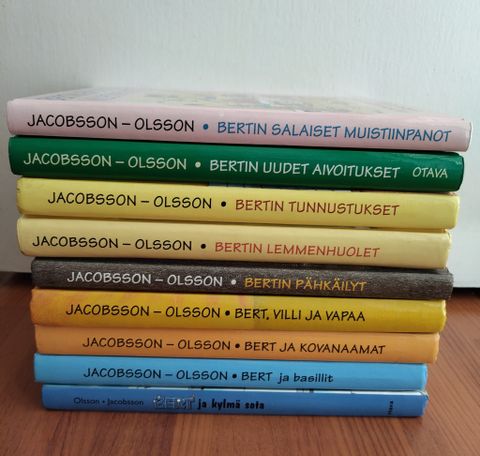 JACOBSSON – OLSSON • BERTIN SALAISET MUISTIINPANOT
JACOBSSON – OLSSON • BERTIN UUDET AIVOITUKSET OTAVA
JACOBSSON – OLSSON • BERTIN TUNNUSTUKSET
JACOBSSON – OLSSON • BERTIN LEMMENHUOLET
JACOBSSON – OLSSON • BERTIN PÄHKÄILYT
JACOBSSON – OLSSON • BERT, VILLI JA VAPAA
JACOBSSON – OLSSON • BERT JA KOVANAAMAT
JACOBSSON – OLSSON • BERT ja basillit
Olsson • Jacobsson BERT ja kylmä sota